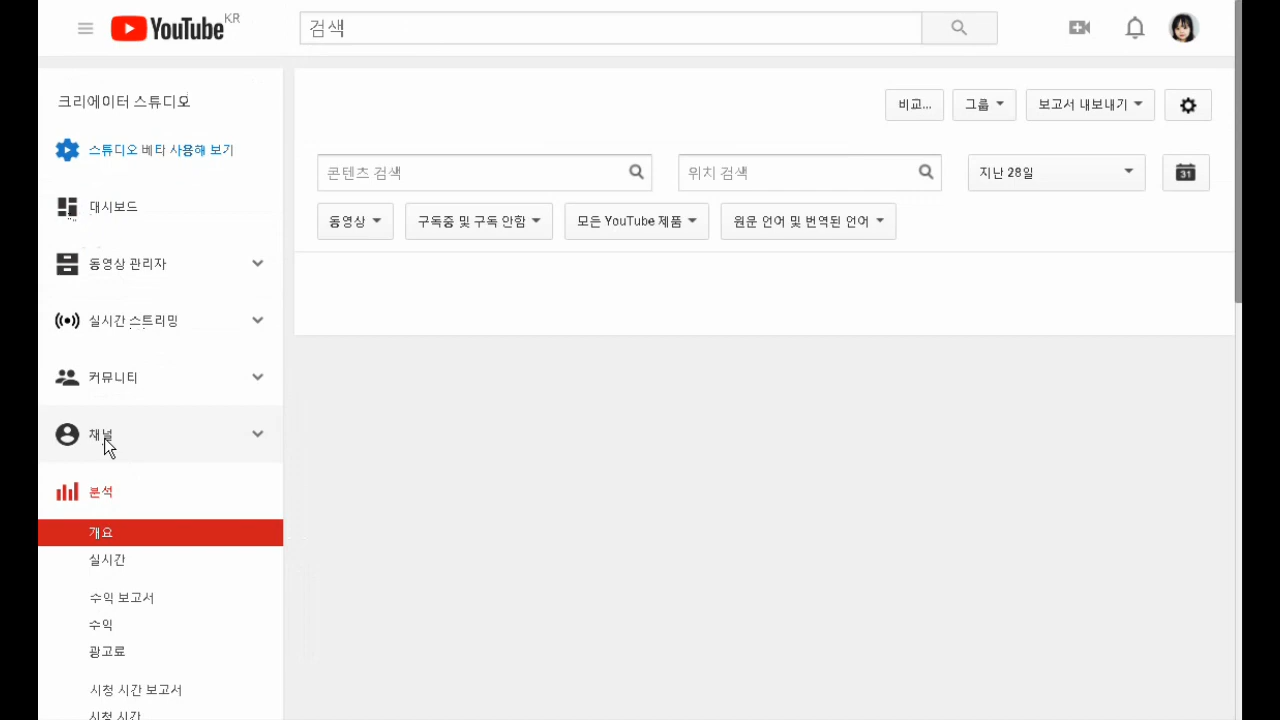 YouTube KR
검색
크리에이터 스튜디오
스튜디오 베타 사용해 보기
대시보드
동영상 관리자
실시간 스트리밍
커뮤니티
채널
분석
개요
실시간
수익 보고서
수익
광고료
시청 시간 보고서
시청 시간
비교...
그룹
보고서 내보내기
콘텐츠 검색
위치 검색
지난 28일
31
동영상
구독중 및 구독 안함
모든 YouTube 제품
원문 언어 및 번역된 언어